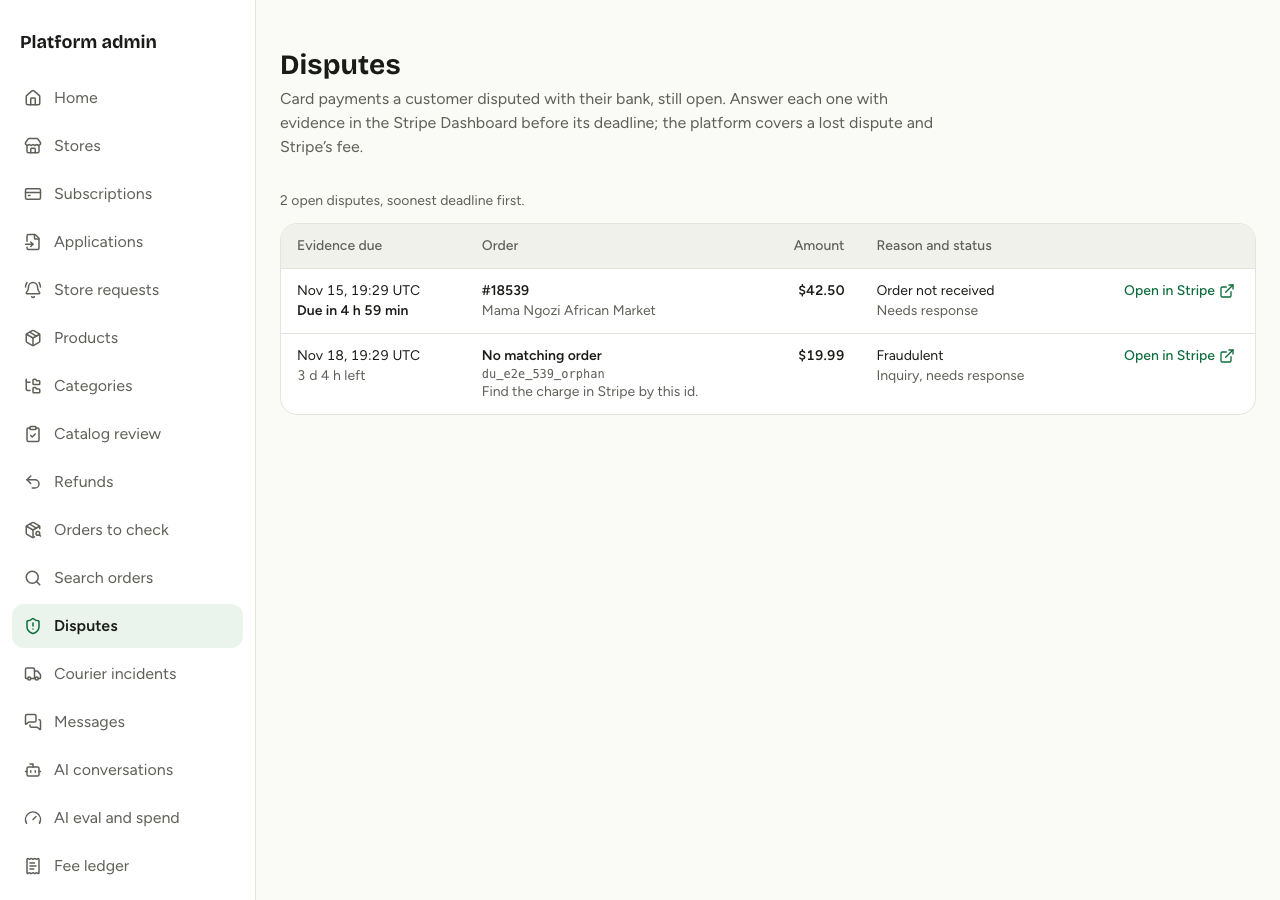 Platform admin
Home
Stores
Subscriptions
Applications
Store requests
Products
Categories
Catalog review
Refunds
Orders to check
Search orders
Disputes
Courier incidents
Messages
AI conversations
AI eval and spend
Fee ledger
Disputes
Card payments a customer disputed with their bank, still open. Answer each one with
evidence in the Stripe Dashboard before its deadline; the platform covers a lost dispute and
Stripe’s fee.
2 open disputes, soonest deadline first.
Evidence due Order Amount Reason and status
Nov 15, 19:29 UTC #18539 $42.50 Order not received Open in Stripe
Due in 4 h 59 min Mama Ngozi African Market Needs response
Nov 18, 19:29 UTC No matching order $19.99 Fraudulent Open in Stripe
3 d 4 h left du_e2e_539_orphan Inquiry, needs response
Find the charge in Stripe by this id.